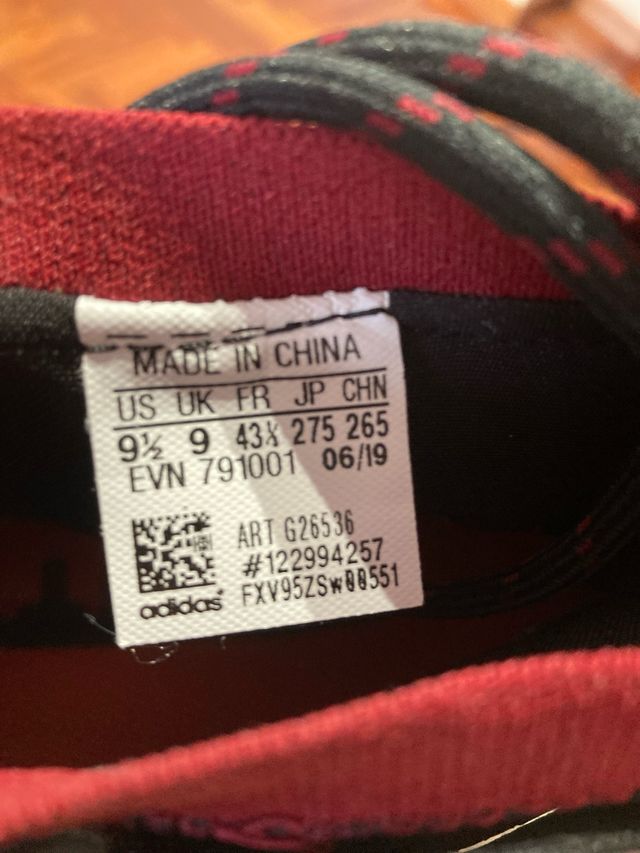 MADE IN CHINA
US UK FR JP CHN
9½ 9 43⅓ 275 265
EVN 791001 06/19
ART G26536
#122994257
FXV95ZSW00551
adidas